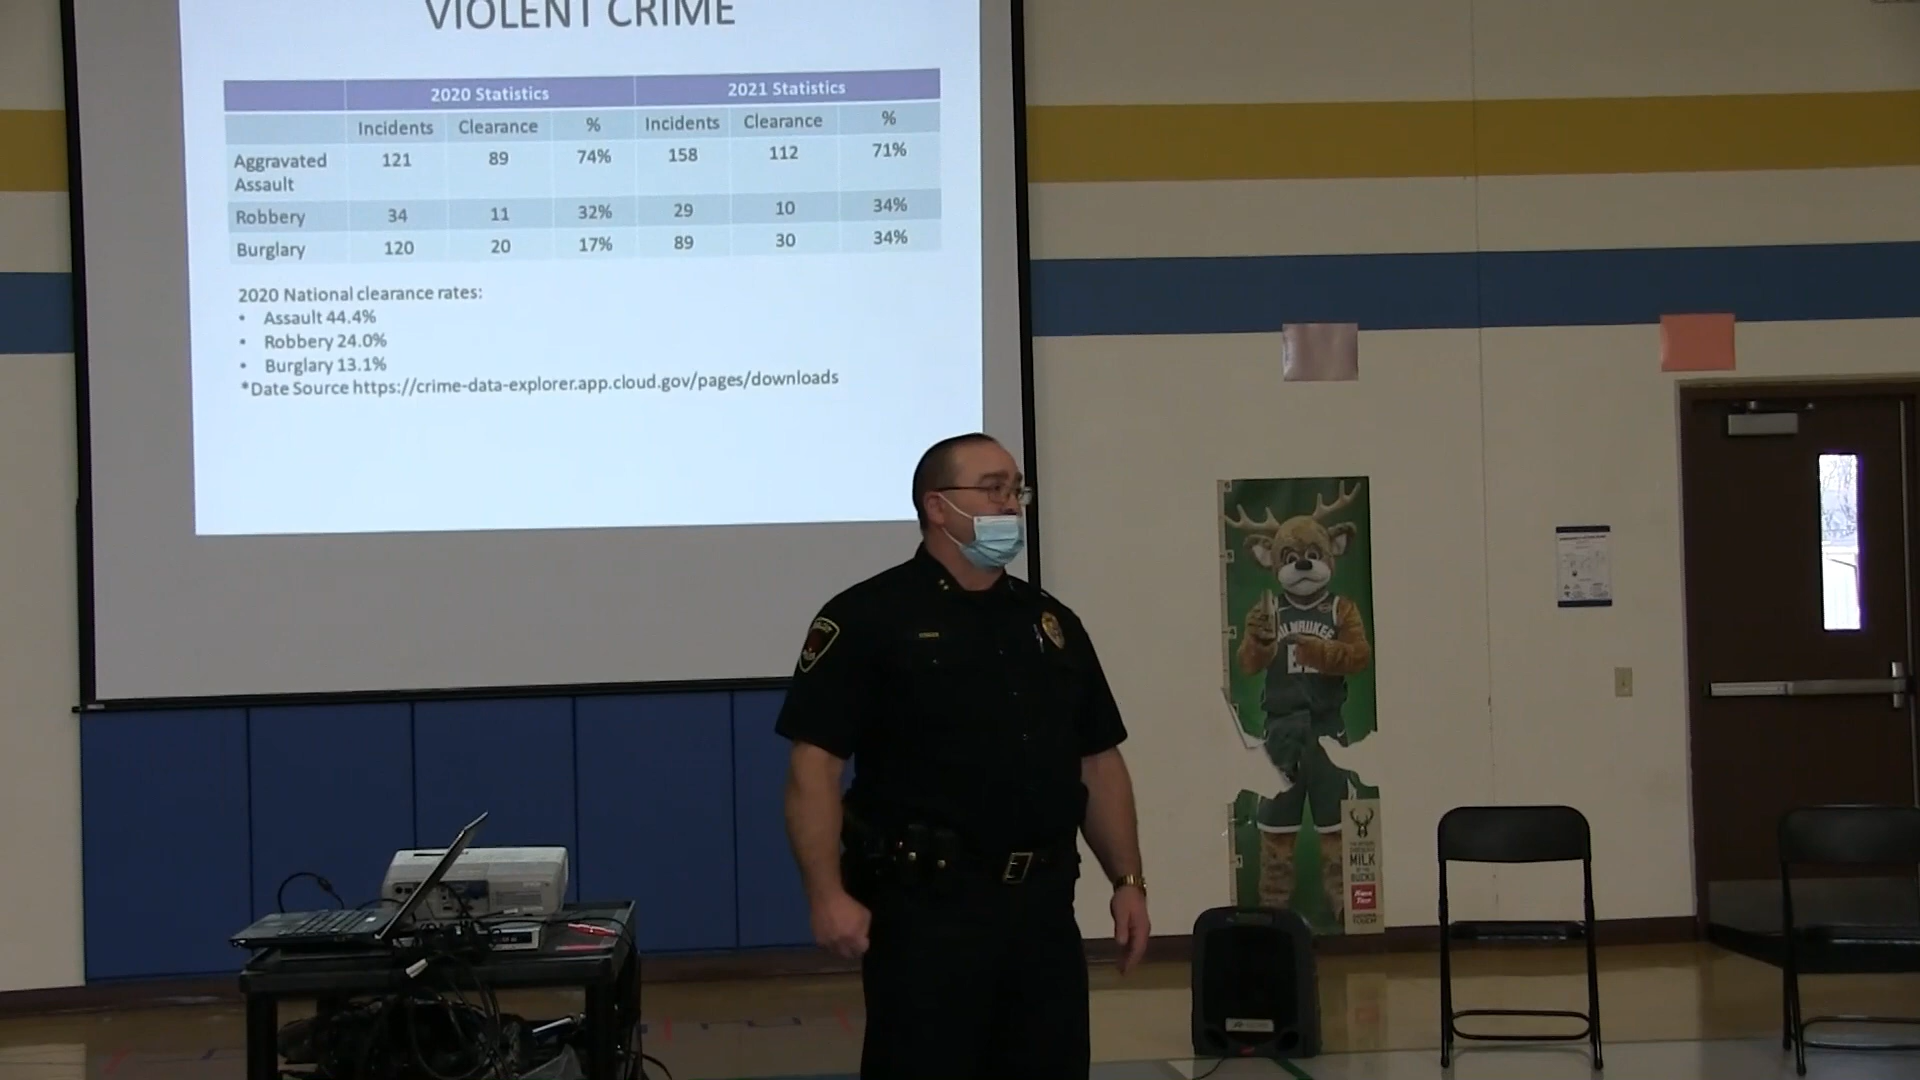 VIOLENT CRIME
2020 Statistics 2021 Statistics
Incidents Clearance % Incidents Clearance %
Aggravated Assault 121 89 74% 158 112 71%
Robbery 34 11 32% 29 10 34%
Burglary 120 20 17% 89 30 34%
2020 National clearance rates:
• Assault 44.4%
• Robbery 24.0%
• Burglary 13.1%
*Date Source https://crime-data-explorer.app.cloud.gov/pages/downloads
MILWAUKEE
MILK
BUCKS